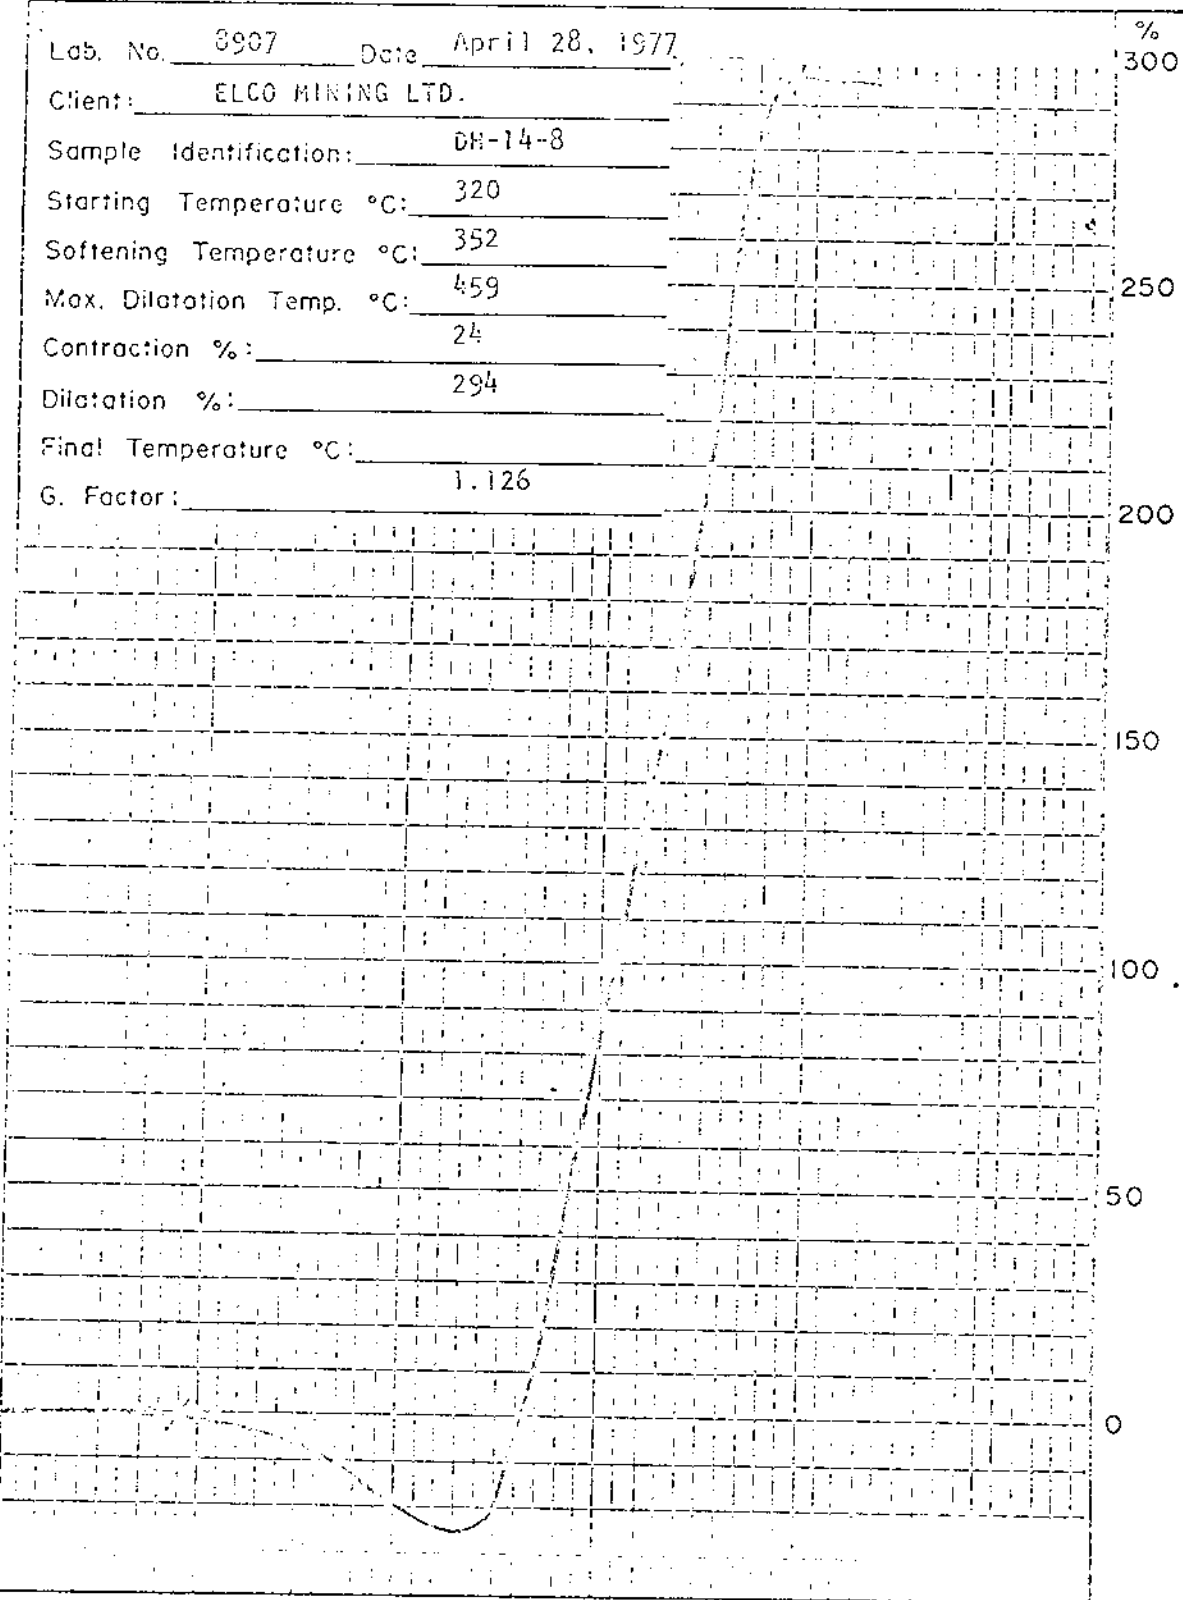 Lab. No. 8907 Date April 28, 1977
Client: ELCO MINING LTD.
Sample Identification: DH-14-8
Starting Temperature °C: 320
Softening Temperature °C: 352
Max. Dilatation Temp. °C: 459
Contraction %: 24
Dilatation %: 294
Final Temperature °C:
G. Factor: 1.126
%
300
250
200
150
100
50
0